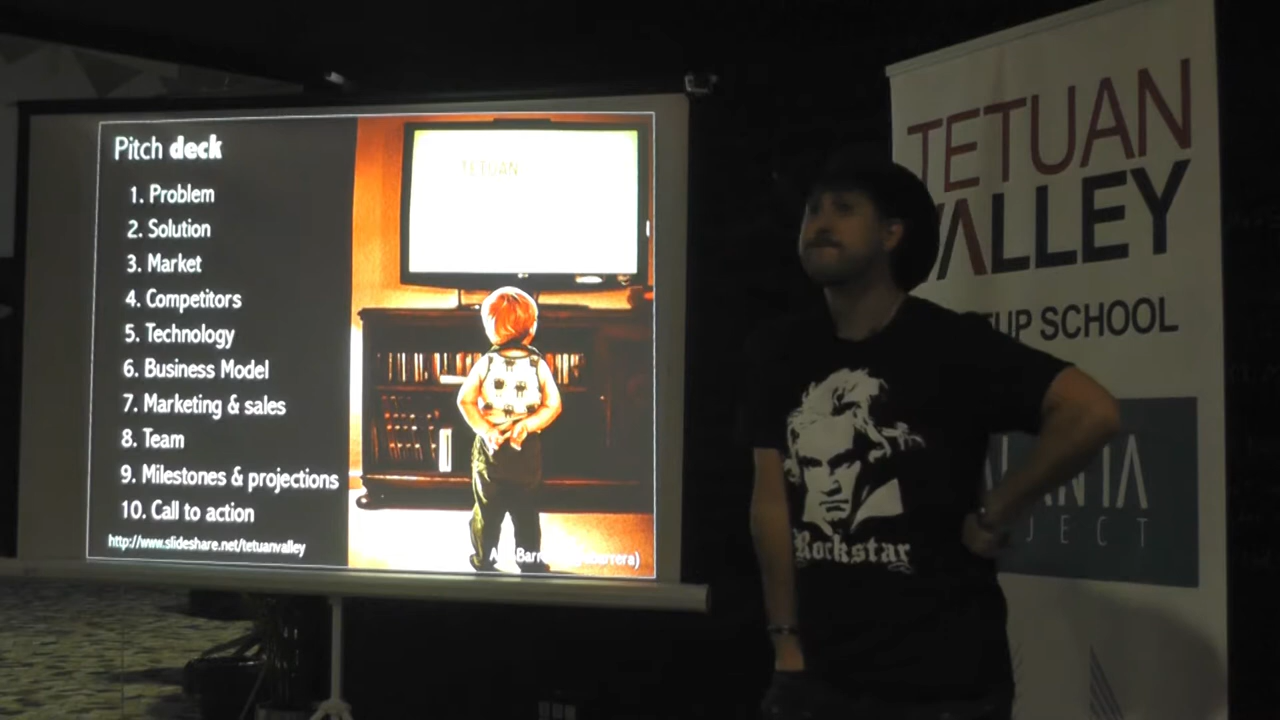 Pitch deck
1. Problem
2. Solution
3. Market
4. Competitors
5. Technology
6. Business Model
7. Marketing & sales
8. Team
9. Milestones & projections
10. Call to action
http://www.slideshare.net/tetuanvalley
TETUAN
TETUAN
VALLEY
SCHOOL
Rockstar